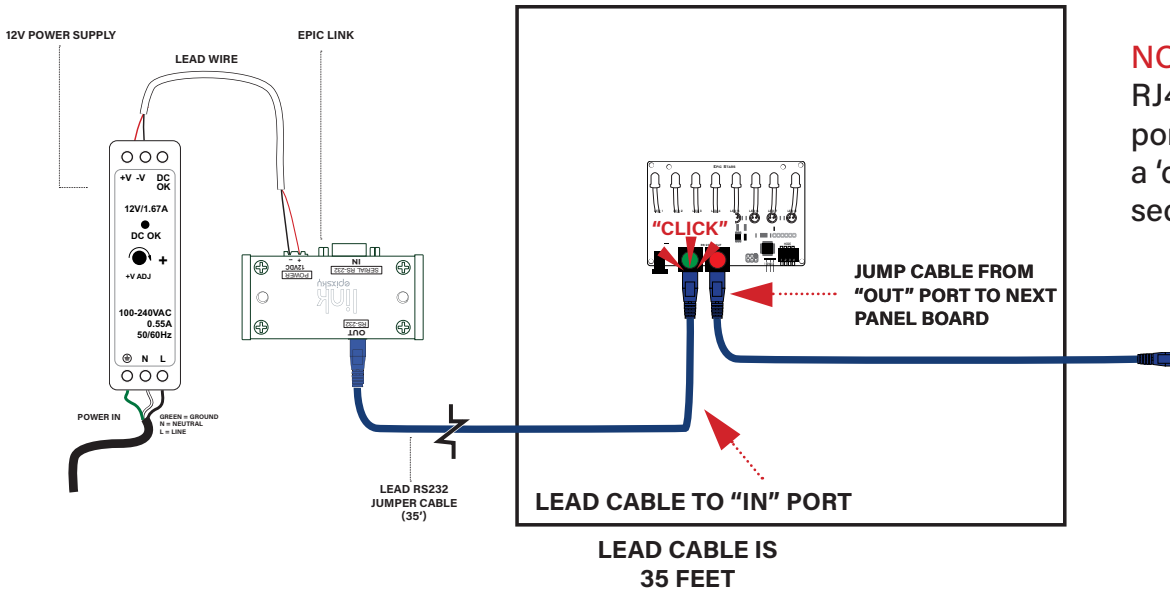 12V POWER SUPPLY
EPIC LINK
LEAD WIRE
+V -V DC
OK
12V/1.67A
DC OK
+
+V ADJ
100-240VAC
0.55A
50/60Hz
N L
POWER IN
GREEN = GROUND
N = NEUTRAL
L = LINE
- +
12VDC
POWER
IN
SERIAL RS-232
link
epiksky
OUT
RS-232
LEAD RS232
JUMPER CABLE
(35')
"CLICK"
JUMP CABLE FROM
"OUT" PORT TO NEXT
PANEL BOARD
LEAD CABLE TO "IN" PORT
LEAD CABLE IS
35 FEET
NO
RJ4
por
a 'c
sec